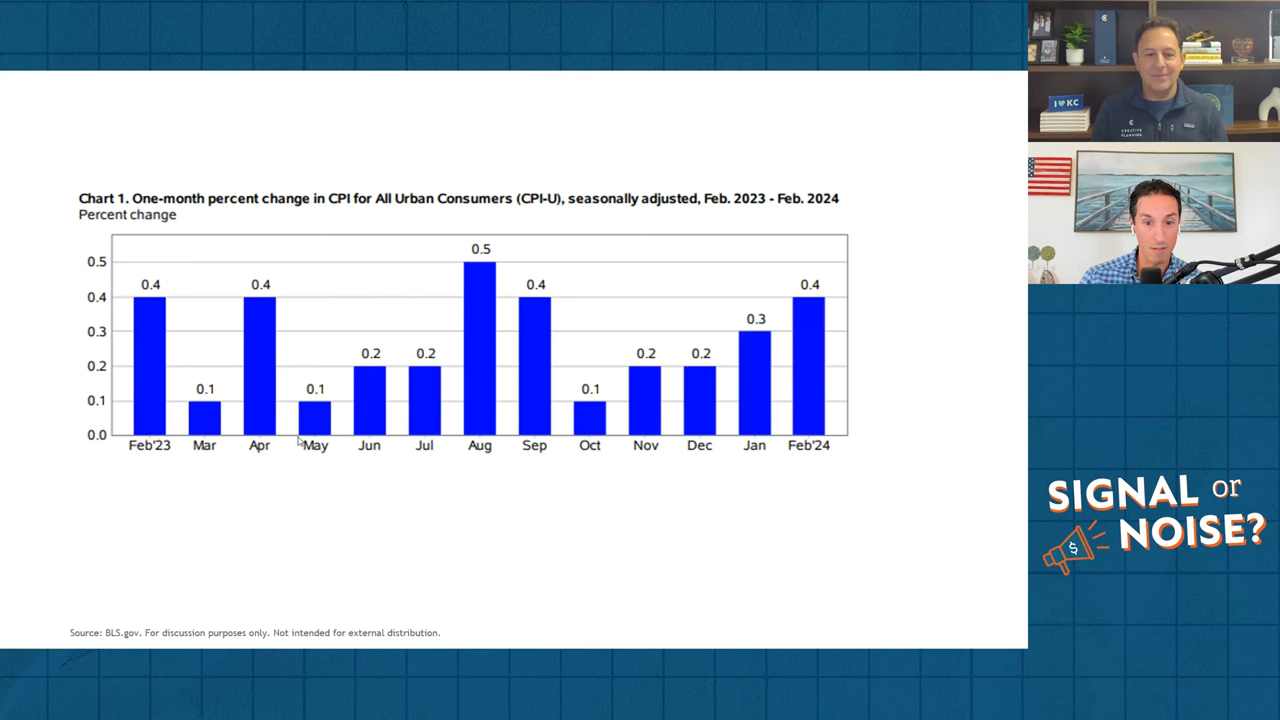 Chart 1. One-month percent change in CPI for All Urban Consumers (CPI-U), seasonally adjusted, Feb. 2023 - Feb. 2024
Percent change
0.5
0.4
0.3
0.2
0.1
0.0
0.4
0.1
0.4
0.1
0.2
0.2
0.5
0.4
0.1
0.2
0.2
0.3
0.4
Feb'23 Mar Apr May Jun Jul Aug Sep Oct Nov Dec Jan Feb'24
Source: BLS.gov. For discussion purposes only. Not intended for external distribution.
I KC
CREATIVE
PLANNING
SIGNAL or
NOISE?
$